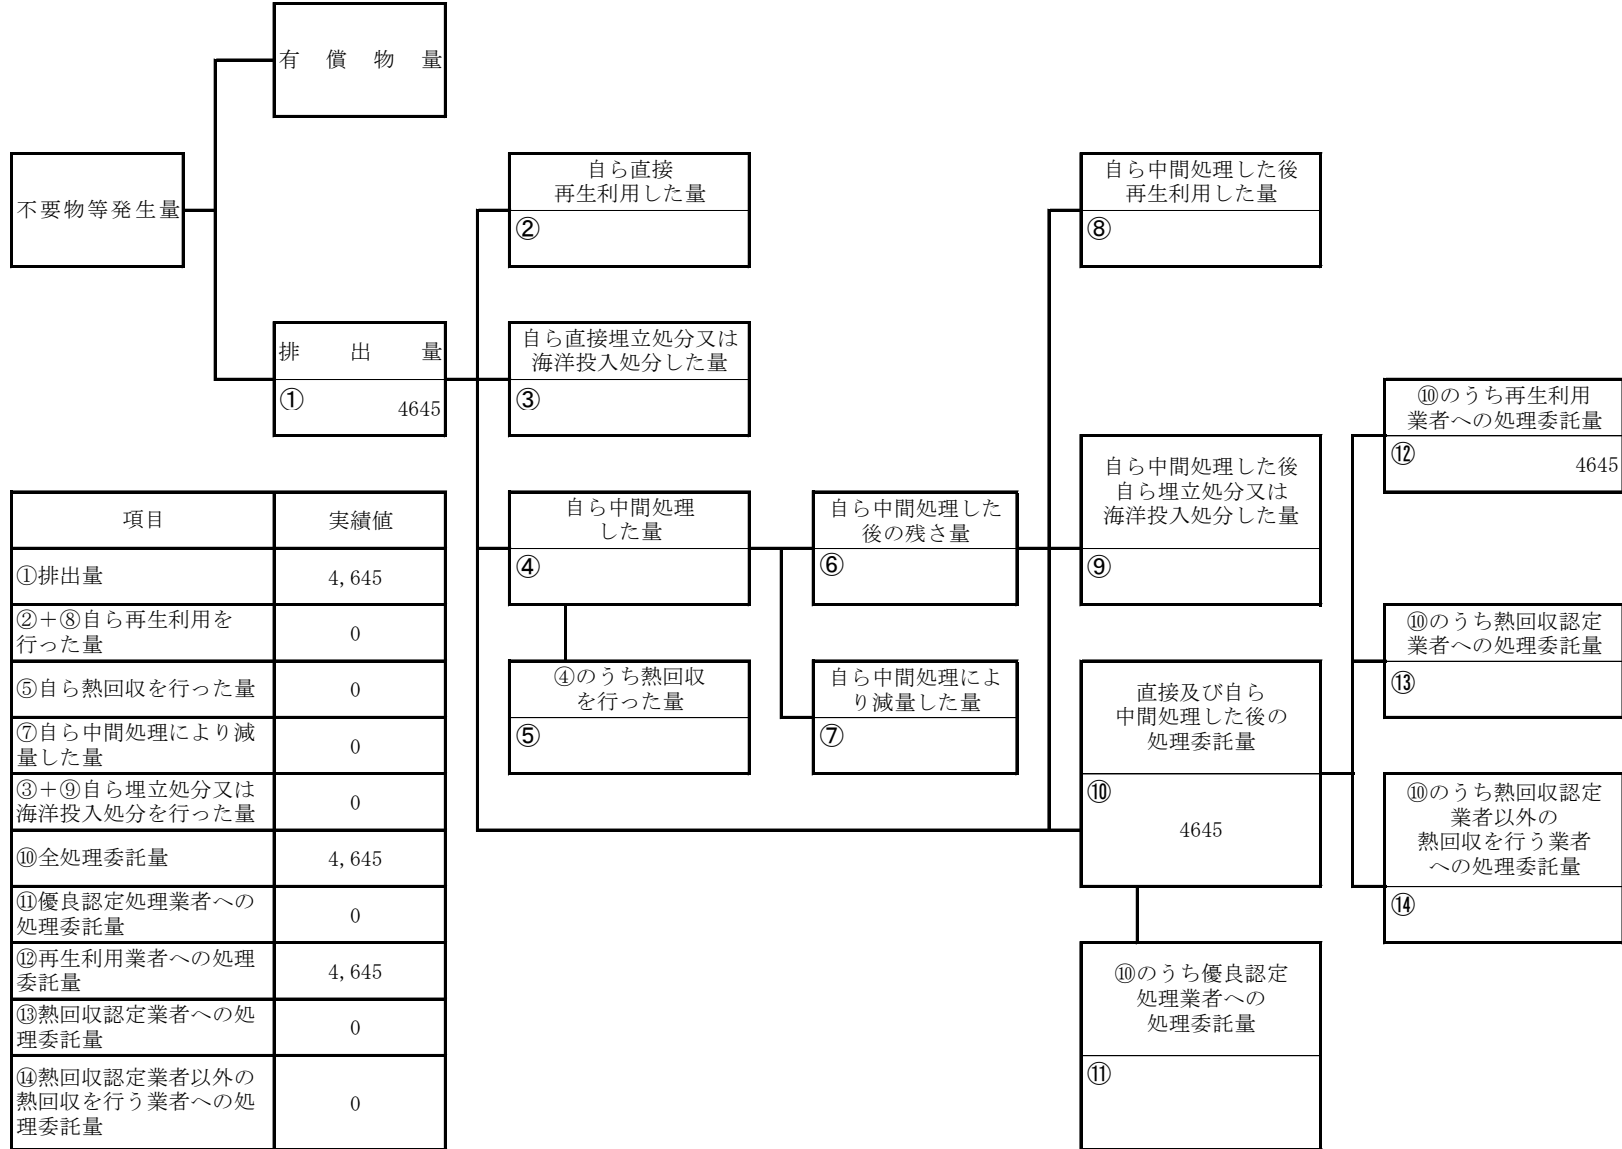 有償物量
不要物等発生量
自ら直接
再生利用した量
②
自ら中間処理した後
再生利用した量
⑧
排出量
①
4645
自ら直接埋立処分又は
海洋投入処分した量
③
⑩のうち再生利用
業者への処理委託量
⑫
4645
自ら中間処理
した量
④
自ら中間処理した
後の残さ量
⑥
自ら中間処理した後
自ら埋立処分又は
海洋投入処分した量
⑨
⑩のうち熱回収認定
業者への処理委託量
⑬
④のうち熱回収
を行った量
⑤
自ら中間処理によ
り減量した量
⑦
直接及び自ら
中間処理した後の
処理委託量
⑩
4645
⑩のうち熱回収認定
業者以外の
熱回収を行う業者
への処理委託量
⑭
⑩のうち優良認定
処理業者への
処理委託量
⑪
項目 実績値
①排出量 4,645
②+⑧自ら再生利用を
行った量 0
⑤自ら熱回収を行った量 0
⑦自ら中間処理により減
量した量 0
③+⑨自ら埋立処分又は
海洋投入処分を行った量 0
⑩全処理委託量 4,645
⑪優良認定処理業者への
処理委託量 0
⑫再生利用業者への処理
委託量 4,645
⑬熱回収認定業者への処
理委託量 0
⑭熱回収認定業者以外の
熱回収を行う業者への処
理委託量 0